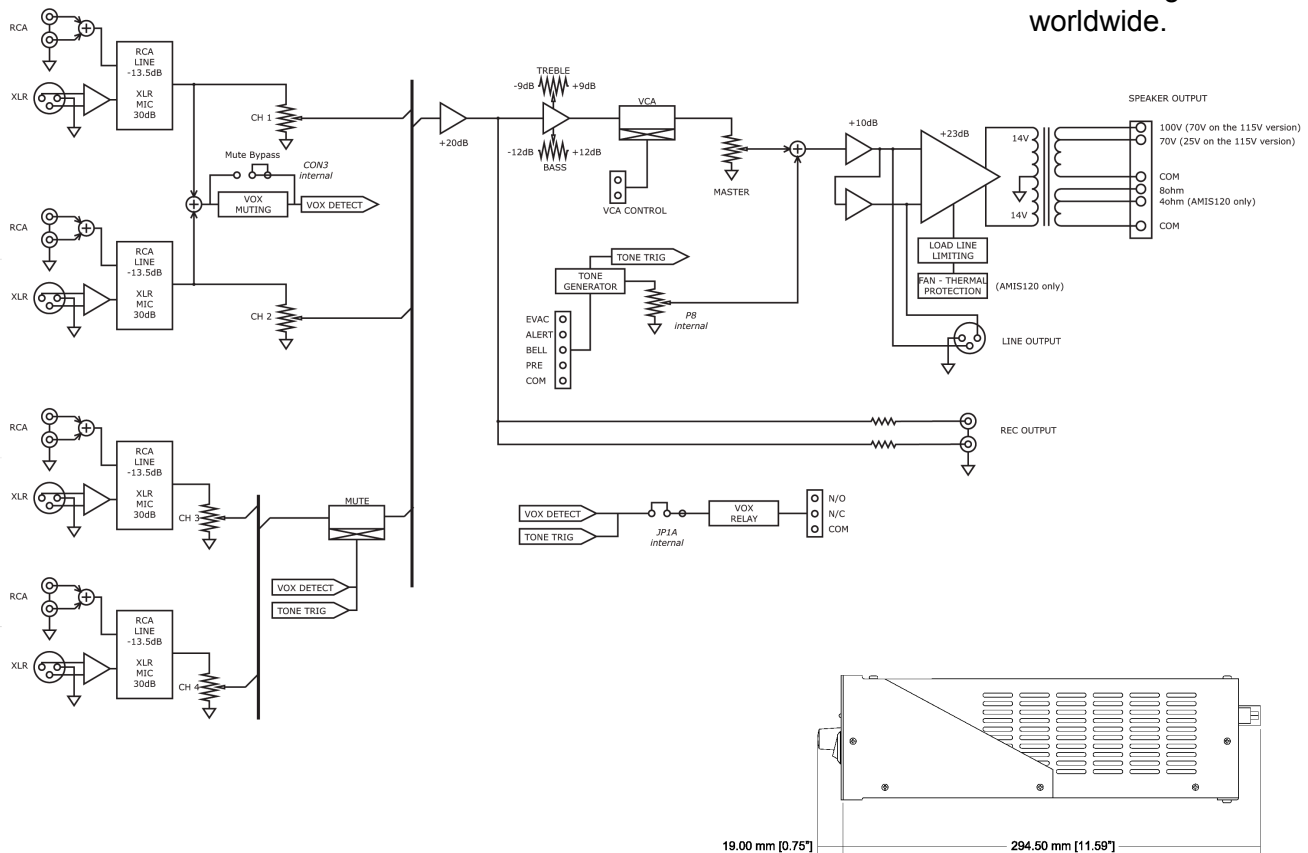 worldwide.
RCA
XLR
RCA
LINE
-13.5dB
XLR
MIC
30dB
CH 1
Mute Bypass
CON3
internal
VOX
MUTING
VOX DETECT
RCA
XLR
RCA
LINE
-13.5dB
XLR
MIC
30dB
CH 2
RCA
XLR
RCA
LINE
-13.5dB
XLR
MIC
30dB
CH 3
RCA
XLR
RCA
LINE
-13.5dB
XLR
MIC
30dB
CH 4
MUTE
VOX DETECT
TONE TRIG
+20dB
TREBLE
-9dB
+9dB
-12dB
+12dB
BASS
VCA
VCA CONTROL
MASTER
TONE TRIG
TONE
GENERATOR
P8
internal
EVAC
ALERT
BELL
PRE
COM
+10dB
+23dB
14V
14V
LOAD LINE
LIMITING
FAN - THERMAL
PROTECTION
(AMIS120 only)
SPEAKER OUTPUT
100V (70V on the 115V version)
70V (25V on the 115V version)
COM
8ohm
4ohm (AMIS120 only)
COM
LINE OUTPUT
REC OUTPUT
VOX DETECT
TONE TRIG
JP1A
internal
VOX
RELAY
N/O
N/C
COM
19.00 mm [0.75"]
294.50 mm [11.59"]